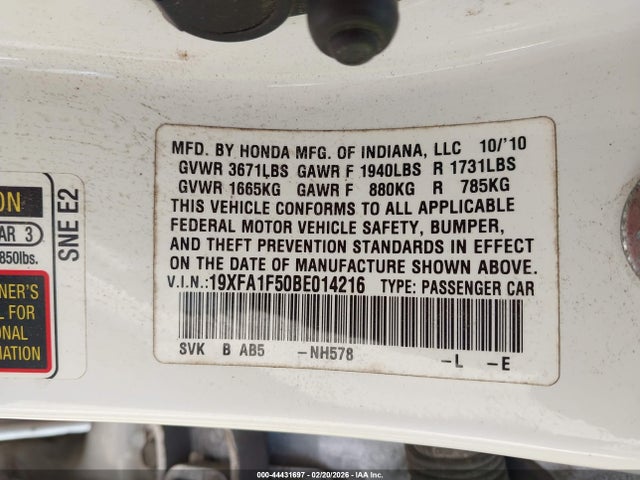 MFD. BY HONDA MFG. OF INDIANA, LLC 10/'10
GVWR 3671LBS GAWR F 1940LBS R 1731LBS
GVWR 1665KG GAWR F 880KG R 785KG
THIS VEHICLE CONFORMS TO ALL APPLICABLE
FEDERAL MOTOR VEHICLE SAFETY, BUMPER,
AND THEFT PREVENTION STANDARDS IN EFFECT
ON THE DATE OF MANUFACTURE SHOWN ABOVE.
V.I.N.:19XFA1F50BE014216 TYPE: PASSENGER CAR
SVK B AB5 -NH578 -L -E
SNE E2
ON
AR 3
850lbs.
NER'S
L FOR
ONAL
MATION
000-44431697 - 02/20/2026 - IAA Inc.